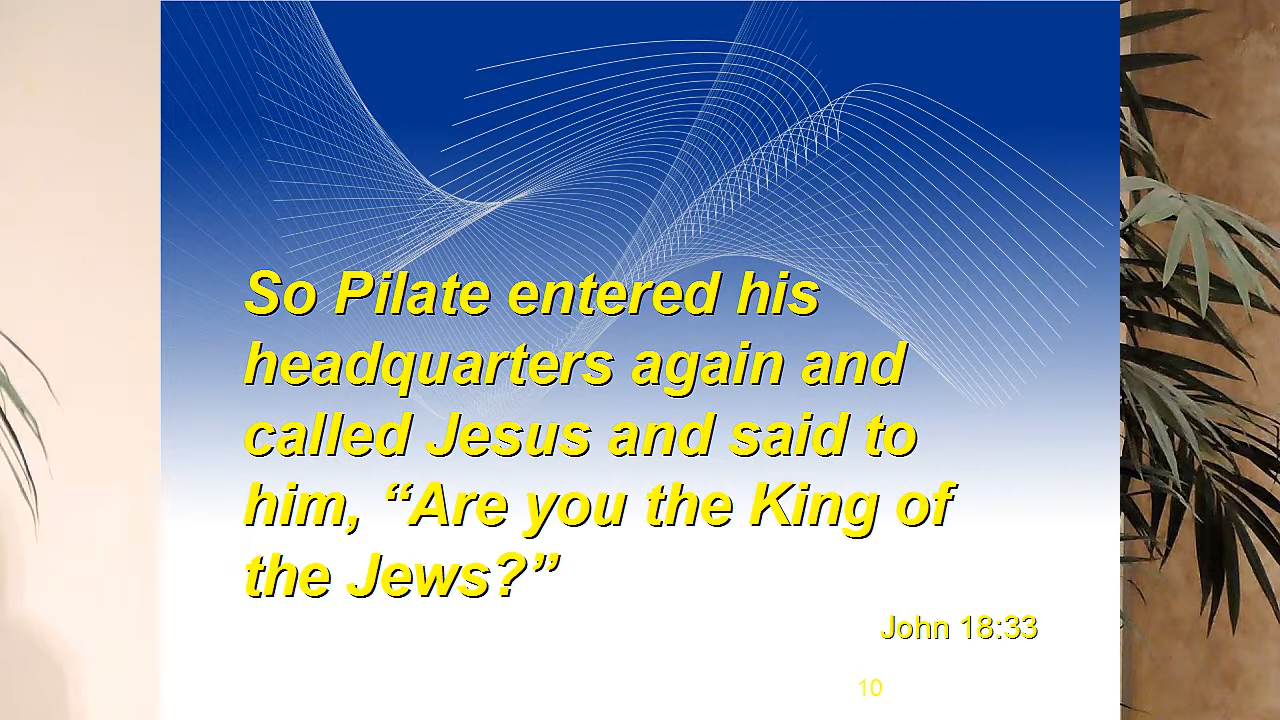 So Pilate entered his
headquarters again and
called Jesus and said to
him, “Are you the King of
the Jews?”
John 18:33
10